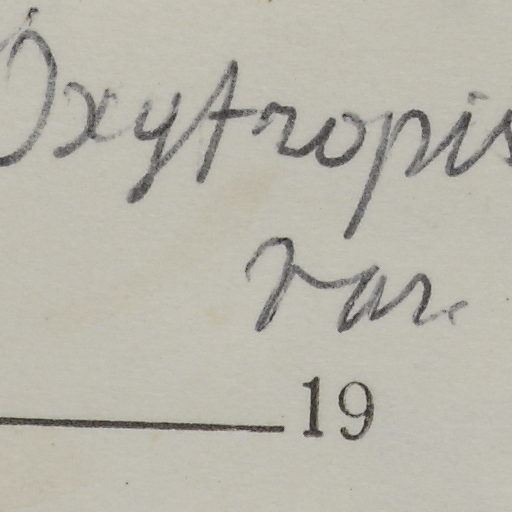 Oxytropis
var.
19